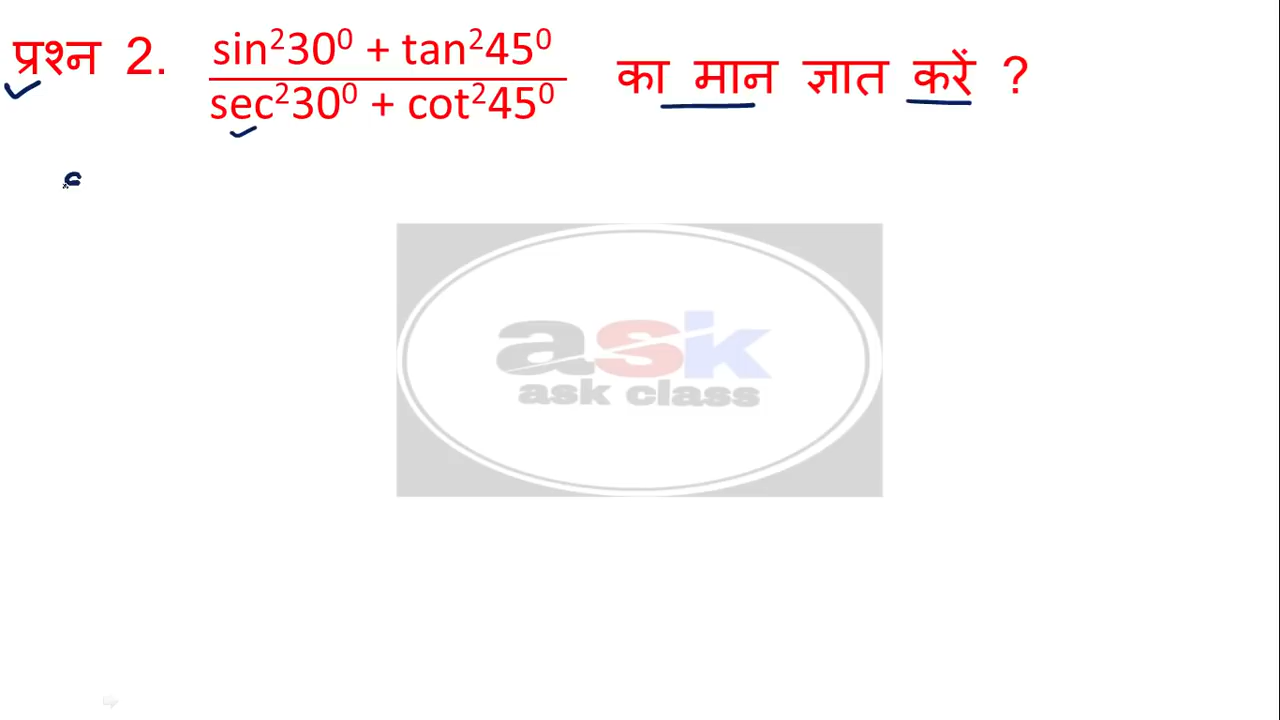 प्रश्न 2. sin²30⁰ + tan²45⁰ / sec²30⁰ + cot²45⁰ का मान ज्ञात करें ?
ask
ask class